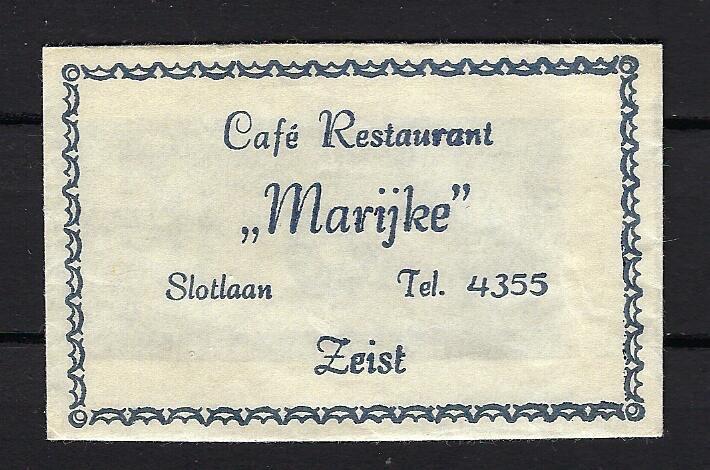 Café Restaurant
„Marijke”
Slotlaan Tel. 4355
Zeist